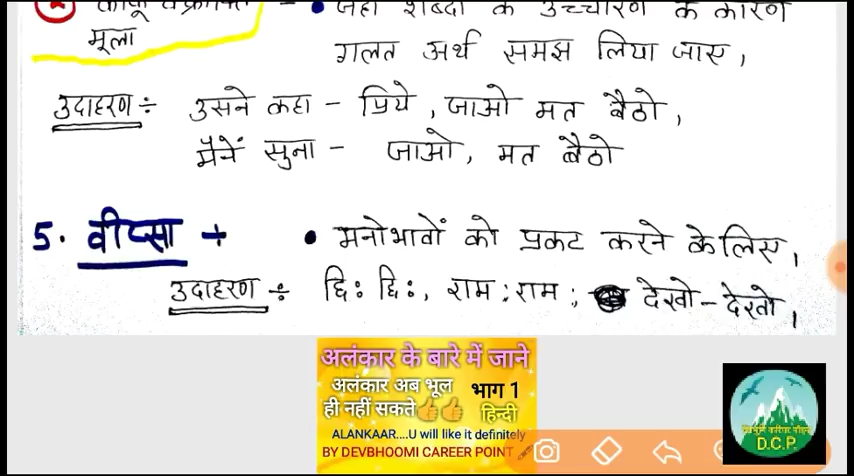 काकू वक्रोक्ति - • जहाँ शब्दों के उच्चारण के कारण
मूला
गलत अर्थ समझ लिया जाए,
उदाहरण ÷ उसने कहा - प्रिये, जाओ मत बैठो,
मैनें सुना - जाओ, मत बैठो
5. वीप्सा + • मनोभावों को प्रकट करने के लिए,
उदाहरण ÷ छिः छिः, राम : राम ; देखो - देखो,
अलंकार के बारे में जाने
अलंकार अब भूल भाग 1
ही नहीं सकते👍👍 हिन्दी
ALANKAAR....U will like it definitely
BY DEVBHOOMI CAREER POINT
D.C.P.